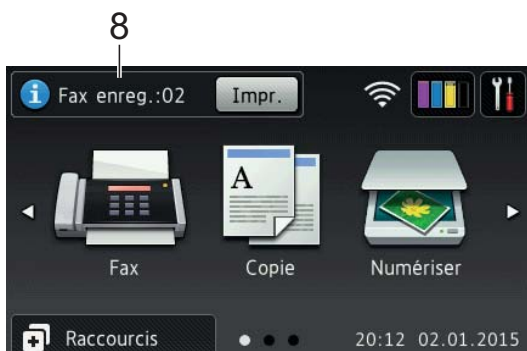 8
Fax enreg.:02 Impr.
A
Fax Copie Numériser
Raccourcis 20:12 02.01.2015